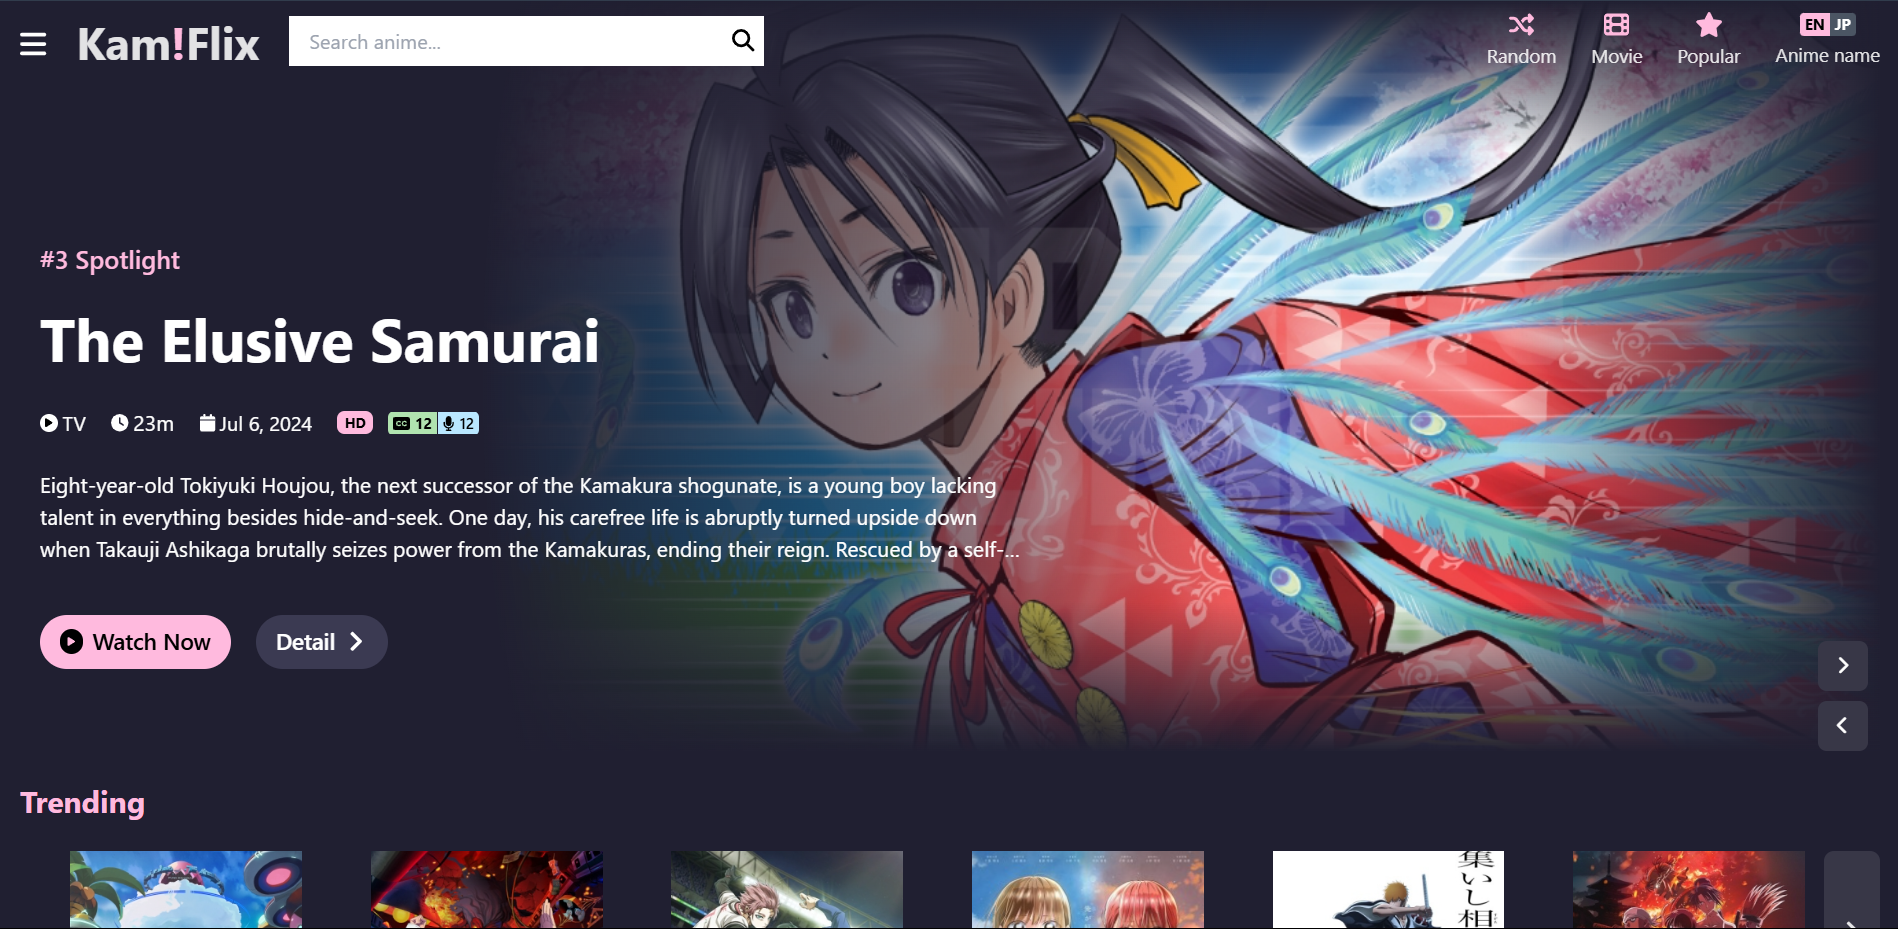 Kam!Flix
Search anime...
Random
Movie
Popular
EN JP
Anime name
#3 Spotlight
The Elusive Samurai
TV 23m Jul 6, 2024 HD CC 12 12
Eight-year-old Tokiyuki Houjou, the next successor of the Kamakura shogunate, is a young boy lacking
talent in everything besides hide-and-seek. One day, his carefree life is abruptly turned upside down
when Takauji Ashikaga brutally seizes power from the Kamakuras, ending their reign. Rescued by a self-...
Watch Now
Detail
Trending
集いし相